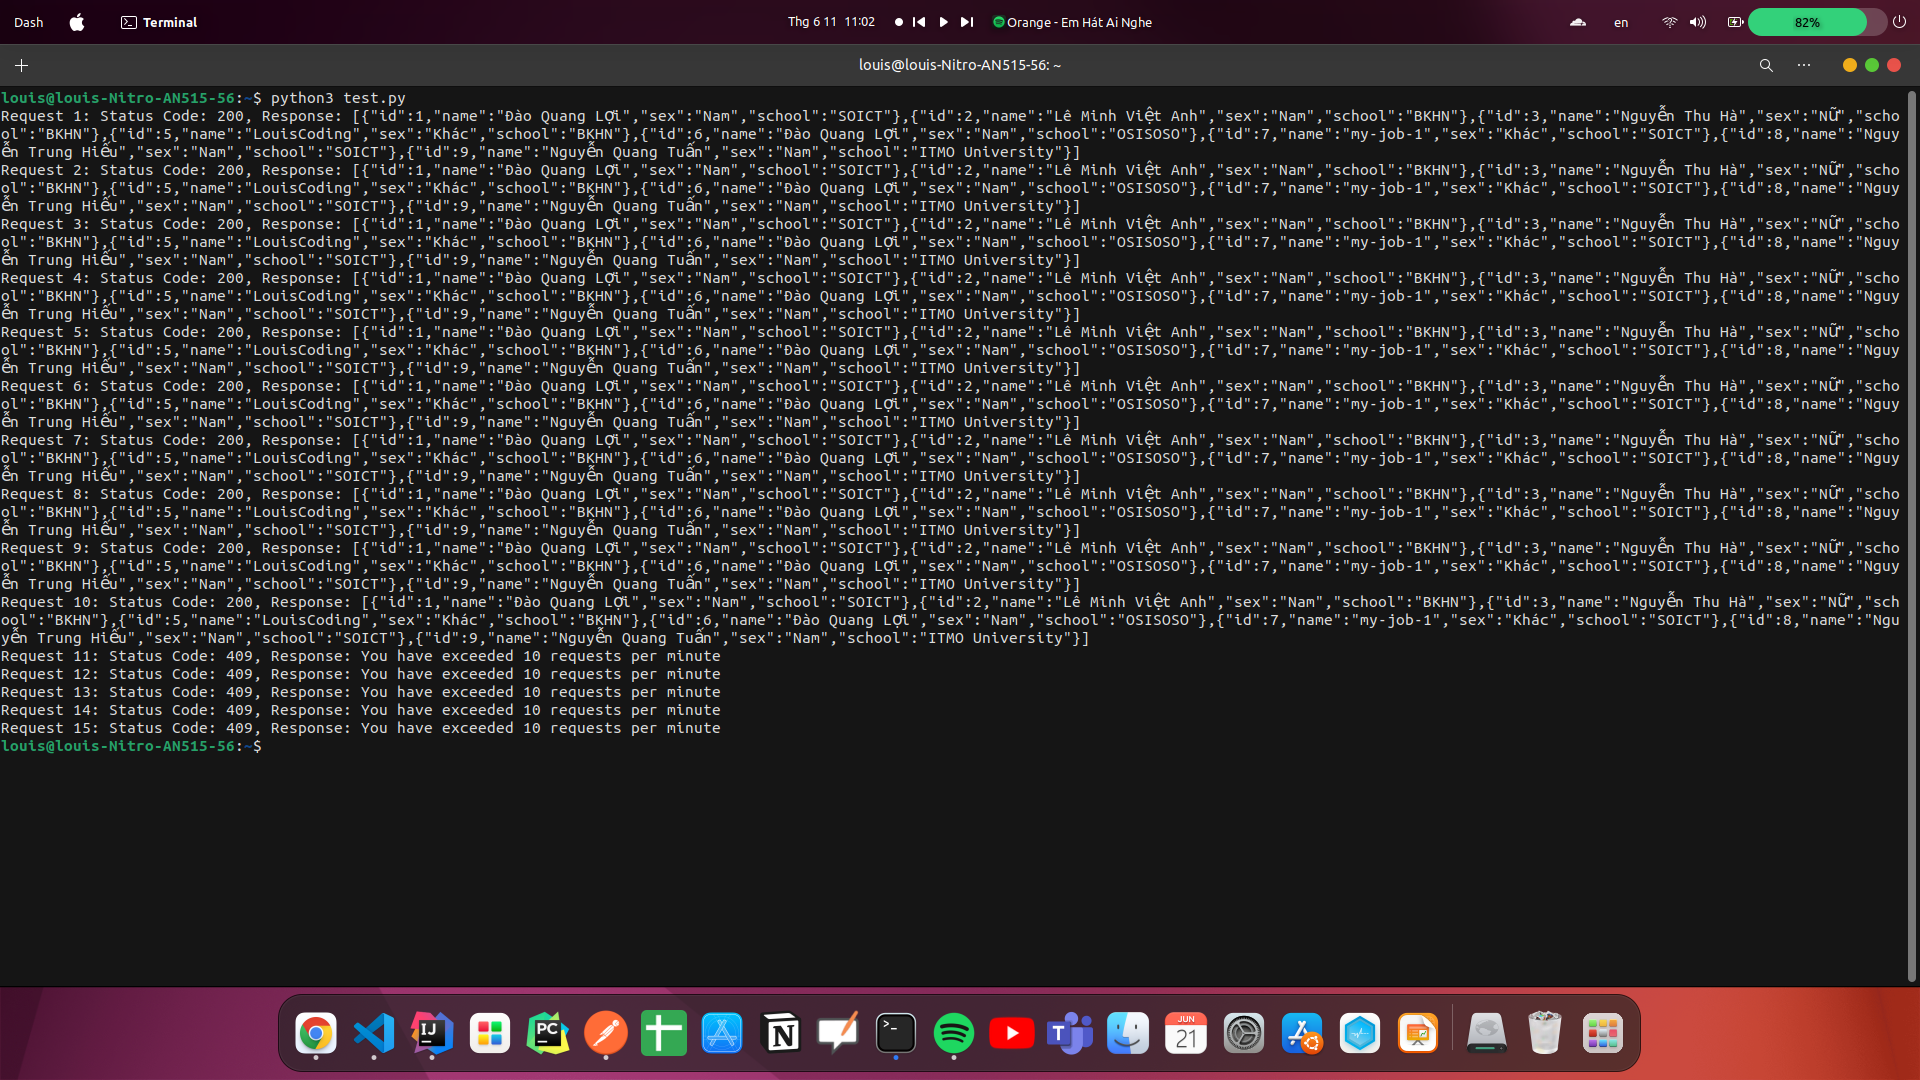 Dash
Terminal
Thg 6 11 11:02
Orange - Em Hát Ai Nghe
en
82%
louis@louis-Nitro-AN515-56: ~
louis@louis-Nitro-AN515-56:~$ python3 test.py
Request 1: Status Code: 200, Response: [{"id":1,"name":"Đào Quang Lợi","sex":"Nam","school":"SOICT"},{"id":2,"name":"Lê Minh Việt Anh","sex":"Nam","school":"BKHN"},{"id":3,"name":"Nguyễn Thu Hà","sex":"Nữ","scho
ol":"BKHN"},{"id":5,"name":"LouisCoding","sex":"Khác","school":"BKHN"},{"id":6,"name":"Đào Quang Lợi","sex":"Nam","school":"OSISOSO"},{"id":7,"name":"my-job-1","sex":"Khác","school":"SOICT"},{"id":8,"name":"Nguy
ễn Trung Hiếu","sex":"Nam","school":"SOICT"},{"id":9,"name":"Nguyễn Quang Tuấn","sex":"Nam","school":"ITMO University"}]
Request 2: Status Code: 200, Response: [{"id":1,"name":"Đào Quang Lợi","sex":"Nam","school":"SOICT"},{"id":2,"name":"Lê Minh Việt Anh","sex":"Nam","school":"BKHN"},{"id":3,"name":"Nguyễn Thu Hà","sex":"Nữ","scho
ol":"BKHN"},{"id":5,"name":"LouisCoding","sex":"Khác","school":"BKHN"},{"id":6,"name":"Đào Quang Lợi","sex":"Nam","school":"OSISOSO"},{"id":7,"name":"my-job-1","sex":"Khác","school":"SOICT"},{"id":8,"name":"Nguy
ễn Trung Hiếu","sex":"Nam","school":"SOICT"},{"id":9,"name":"Nguyễn Quang Tuấn","sex":"Nam","school":"ITMO University"}]
Request 3: Status Code: 200, Response: [{"id":1,"name":"Đào Quang Lợi","sex":"Nam","school":"SOICT"},{"id":2,"name":"Lê Minh Việt Anh","sex":"Nam","school":"BKHN"},{"id":3,"name":"Nguyễn Thu Hà","sex":"Nữ","scho
ol":"BKHN"},{"id":5,"name":"LouisCoding","sex":"Khác","school":"BKHN"},{"id":6,"name":"Đào Quang Lợi","sex":"Nam","school":"OSISOSO"},{"id":7,"name":"my-job-1","sex":"Khác","school":"SOICT"},{"id":8,"name":"Nguy
ễn Trung Hiếu","sex":"Nam","school":"SOICT"},{"id":9,"name":"Nguyễn Quang Tuấn","sex":"Nam","school":"ITMO University"}]
Request 4: Status Code: 200, Response: [{"id":1,"name":"Đào Quang Lợi","sex":"Nam","school":"SOICT"},{"id":2,"name":"Lê Minh Việt Anh","sex":"Nam","school":"BKHN"},{"id":3,"name":"Nguyễn Thu Hà","sex":"Nữ","scho
ol":"BKHN"},{"id":5,"name":"LouisCoding","sex":"Khác","school":"BKHN"},{"id":6,"name":"Đào Quang Lợi","sex":"Nam","school":"OSISOSO"},{"id":7,"name":"my-job-1","sex":"Khác","school":"SOICT"},{"id":8,"name":"Nguy
ễn Trung Hiếu","sex":"Nam","school":"SOICT"},{"id":9,"name":"Nguyễn Quang Tuấn","sex":"Nam","school":"ITMO University"}]
Request 5: Status Code: 200, Response: [{"id":1,"name":"Đào Quang Lợi","sex":"Nam","school":"SOICT"},{"id":2,"name":"Lê Minh Việt Anh","sex":"Nam","school":"BKHN"},{"id":3,"name":"Nguyễn Thu Hà","sex":"Nữ","scho
ol":"BKHN"},{"id":5,"name":"LouisCoding","sex":"Khác","school":"BKHN"},{"id":6,"name":"Đào Quang Lợi","sex":"Nam","school":"OSISOSO"},{"id":7,"name":"my-job-1","sex":"Khác","school":"SOICT"},{"id":8,"name":"Nguy
ễn Trung Hiếu","sex":"Nam","school":"SOICT"},{"id":9,"name":"Nguyễn Quang Tuấn","sex":"Nam","school":"ITMO University"}]
Request 6: Status Code: 200, Response: [{"id":1,"name":"Đào Quang Lợi","sex":"Nam","school":"SOICT"},{"id":2,"name":"Lê Minh Việt Anh","sex":"Nam","school":"BKHN"},{"id":3,"name":"Nguyễn Thu Hà","sex":"Nữ","scho
ol":"BKHN"},{"id":5,"name":"LouisCoding","sex":"Khác","school":"BKHN"},{"id":6,"name":"Đào Quang Lợi","sex":"Nam","school":"OSISOSO"},{"id":7,"name":"my-job-1","sex":"Khác","school":"SOICT"},{"id":8,"name":"Nguy
ễn Trung Hiếu","sex":"Nam","school":"SOICT"},{"id":9,"name":"Nguyễn Quang Tuấn","sex":"Nam","school":"ITMO University"}]
Request 7: Status Code: 200, Response: [{"id":1,"name":"Đào Quang Lợi","sex":"Nam","school":"SOICT"},{"id":2,"name":"Lê Minh Việt Anh","sex":"Nam","school":"BKHN"},{"id":3,"name":"Nguyễn Thu Hà","sex":"Nữ","scho
ol":"BKHN"},{"id":5,"name":"LouisCoding","sex":"Khác","school":"BKHN"},{"id":6,"name":"Đào Quang Lợi","sex":"Nam","school":"OSISOSO"},{"id":7,"name":"my-job-1","sex":"Khác","school":"SOICT"},{"id":8,"name":"Nguy
ễn Trung Hiếu","sex":"Nam","school":"SOICT"},{"id":9,"name":"Nguyễn Quang Tuấn","sex":"Nam","school":"ITMO University"}]
Request 8: Status Code: 200, Response: [{"id":1,"name":"Đào Quang Lợi","sex":"Nam","school":"SOICT"},{"id":2,"name":"Lê Minh Việt Anh","sex":"Nam","school":"BKHN"},{"id":3,"name":"Nguyễn Thu Hà","sex":"Nữ","scho
ol":"BKHN"},{"id":5,"name":"LouisCoding","sex":"Khác","school":"BKHN"},{"id":6,"name":"Đào Quang Lợi","sex":"Nam","school":"OSISOSO"},{"id":7,"name":"my-job-1","sex":"Khác","school":"SOICT"},{"id":8,"name":"Nguy
ễn Trung Hiếu","sex":"Nam","school":"SOICT"},{"id":9,"name":"Nguyễn Quang Tuấn","sex":"Nam","school":"ITMO University"}]
Request 9: Status Code: 200, Response: [{"id":1,"name":"Đào Quang Lợi","sex":"Nam","school":"SOICT"},{"id":2,"name":"Lê Minh Việt Anh","sex":"Nam","school":"BKHN"},{"id":3,"name":"Nguyễn Thu Hà","sex":"Nữ","scho
ol":"BKHN"},{"id":5,"name":"LouisCoding","sex":"Khác","school":"BKHN"},{"id":6,"name":"Đào Quang Lợi","sex":"Nam","school":"OSISOSO"},{"id":7,"name":"my-job-1","sex":"Khác","school":"SOICT"},{"id":8,"name":"Nguy
ễn Trung Hiếu","sex":"Nam","school":"SOICT"},{"id":9,"name":"Nguyễn Quang Tuấn","sex":"Nam","school":"ITMO University"}]
Request 10: Status Code: 200, Response: [{"id":1,"name":"Đào Quang Lợi","sex":"Nam","school":"SOICT"},{"id":2,"name":"Lê Minh Việt Anh","sex":"Nam","school":"BKHN"},{"id":3,"name":"Nguyễn Thu Hà","sex":"Nữ","sch
ool":"BKHN"},{"id":5,"name":"LouisCoding","sex":"Khác","school":"BKHN"},{"id":6,"name":"Đào Quang Lợi","sex":"Nam","school":"OSISOSO"},{"id":7,"name":"my-job-1","sex":"Khác","school":"SOICT"},{"id":8,"name":"Ngu
yễn Trung Hiếu","sex":"Nam","school":"SOICT"},{"id":9,"name":"Nguyễn Quang Tuấn","sex":"Nam","school":"ITMO University"}]
Request 11: Status Code: 409, Response: You have exceeded 10 requests per minute
Request 12: Status Code: 409, Response: You have exceeded 10 requests per minute
Request 13: Status Code: 409, Response: You have exceeded 10 requests per minute
Request 14: Status Code: 409, Response: You have exceeded 10 requests per minute
Request 15: Status Code: 409, Response: You have exceeded 10 requests per minute
louis@louis-Nitro-AN515-56:~$
IJ
PC
N
>_
T
JUN
21